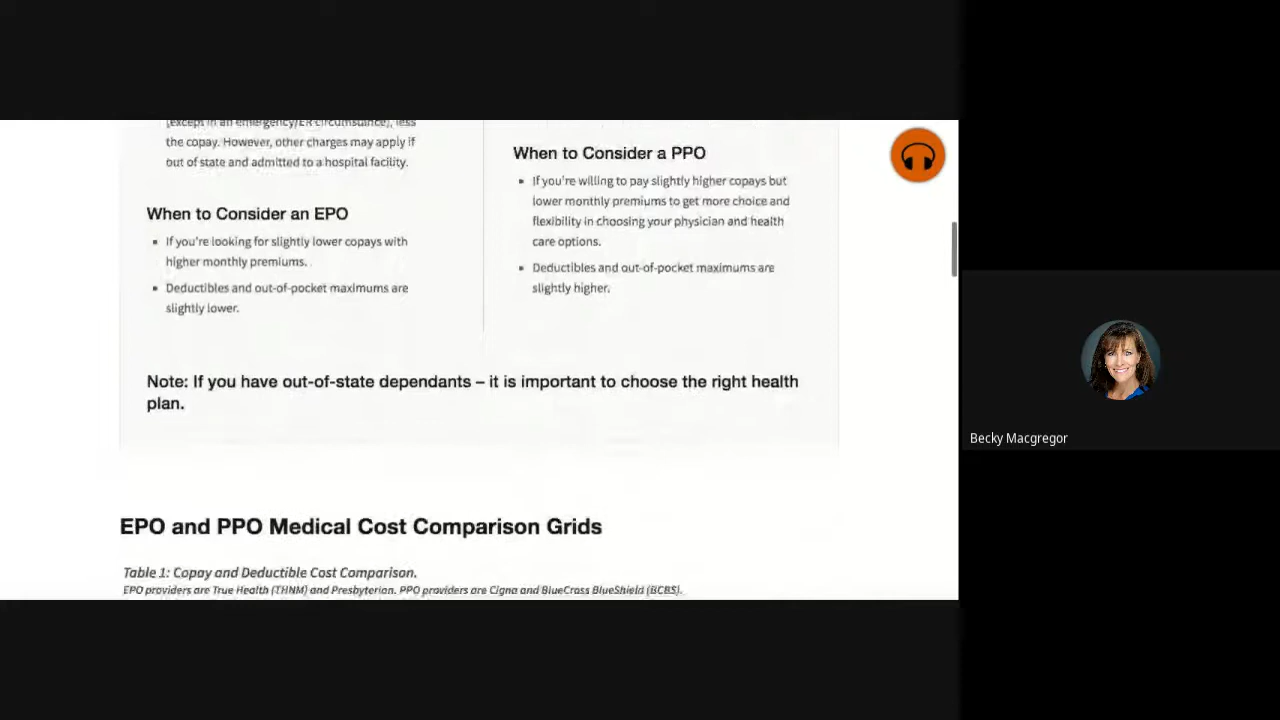 (except in an emergency/ER circumstance), less
the copay. However, other charges may apply if
out of state and admitted to a hospital facility.
When to Consider an EPO
▪ If you're looking for slightly lower copays with
higher monthly premiums.
▪ Deductibles and out-of-pocket maximums are
slightly lower.
When to Consider a PPO
▪ If you're willing to pay slightly higher copays but
lower monthly premiums to get more choice and
flexibility in choosing your physician and health
care options.
▪ Deductibles and out-of-pocket maximums are
slightly higher.
Note: If you have out-of-state dependants – it is important to choose the right health
plan.
EPO and PPO Medical Cost Comparison Grids
Table 1: Copay and Deductible Cost Comparison.
EPO providers are True Health (THNM) and Presbyterian. PPO providers are Cigna and BlueCross BlueShield (BCBS).
Becky Macgregor